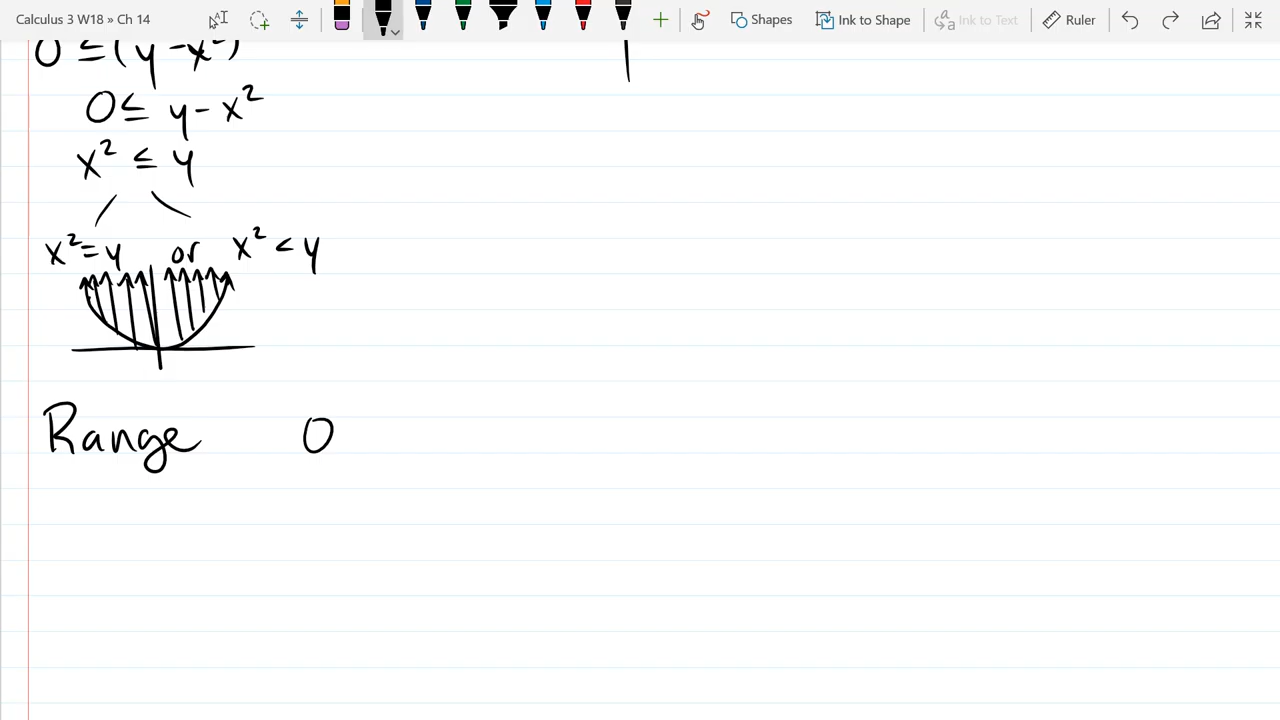 Calculus 3 W18 » Ch 14
Shapes Ink to Shape Ink to Text Ruler
0 ≤ (y - x²)
0 ≤ y - x²
x² ≤ y
x² = y or x² < y
Range 0